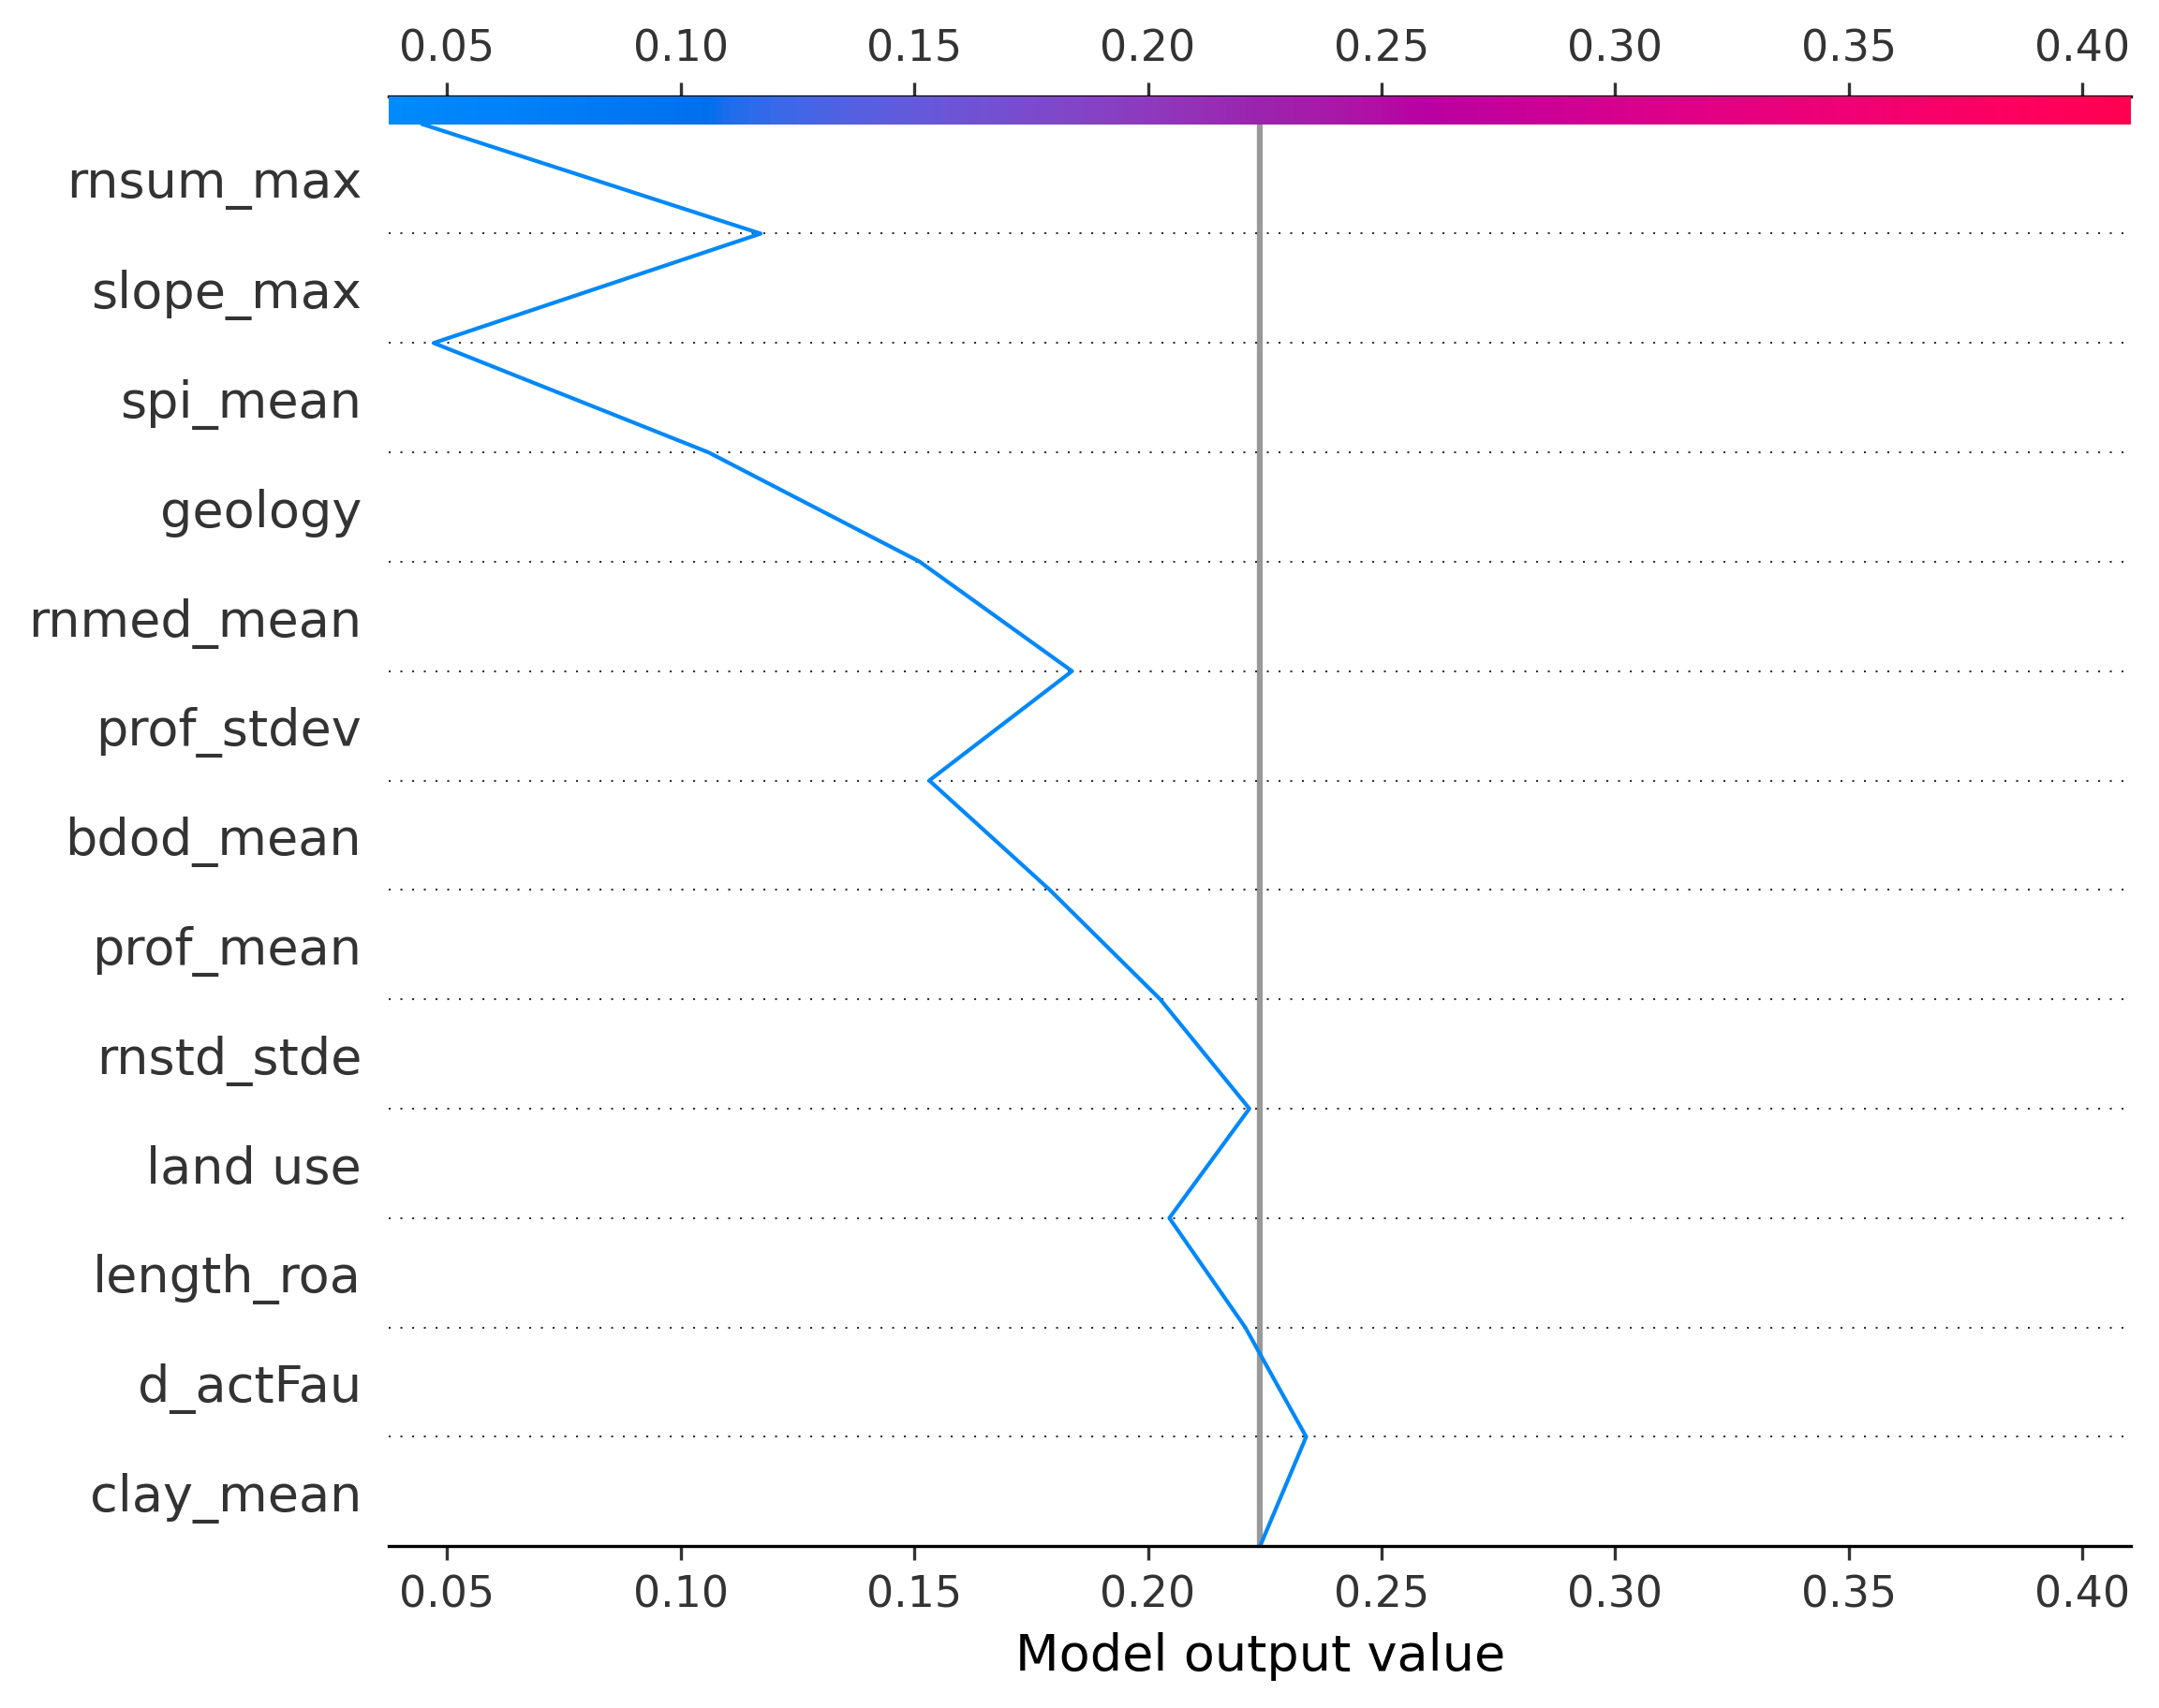 0.05 0.10 0.15 0.20 0.25 0.30 0.35 0.40
rnsum_max
slope_max
spi_mean
geology
rnmed_mean
prof_stdev
bdod_mean
prof_mean
rnstd_stde
land use
length_roa
d_actFau
clay_mean
0.05 0.10 0.15 0.20 0.25 0.30 0.35 0.40
Model output value